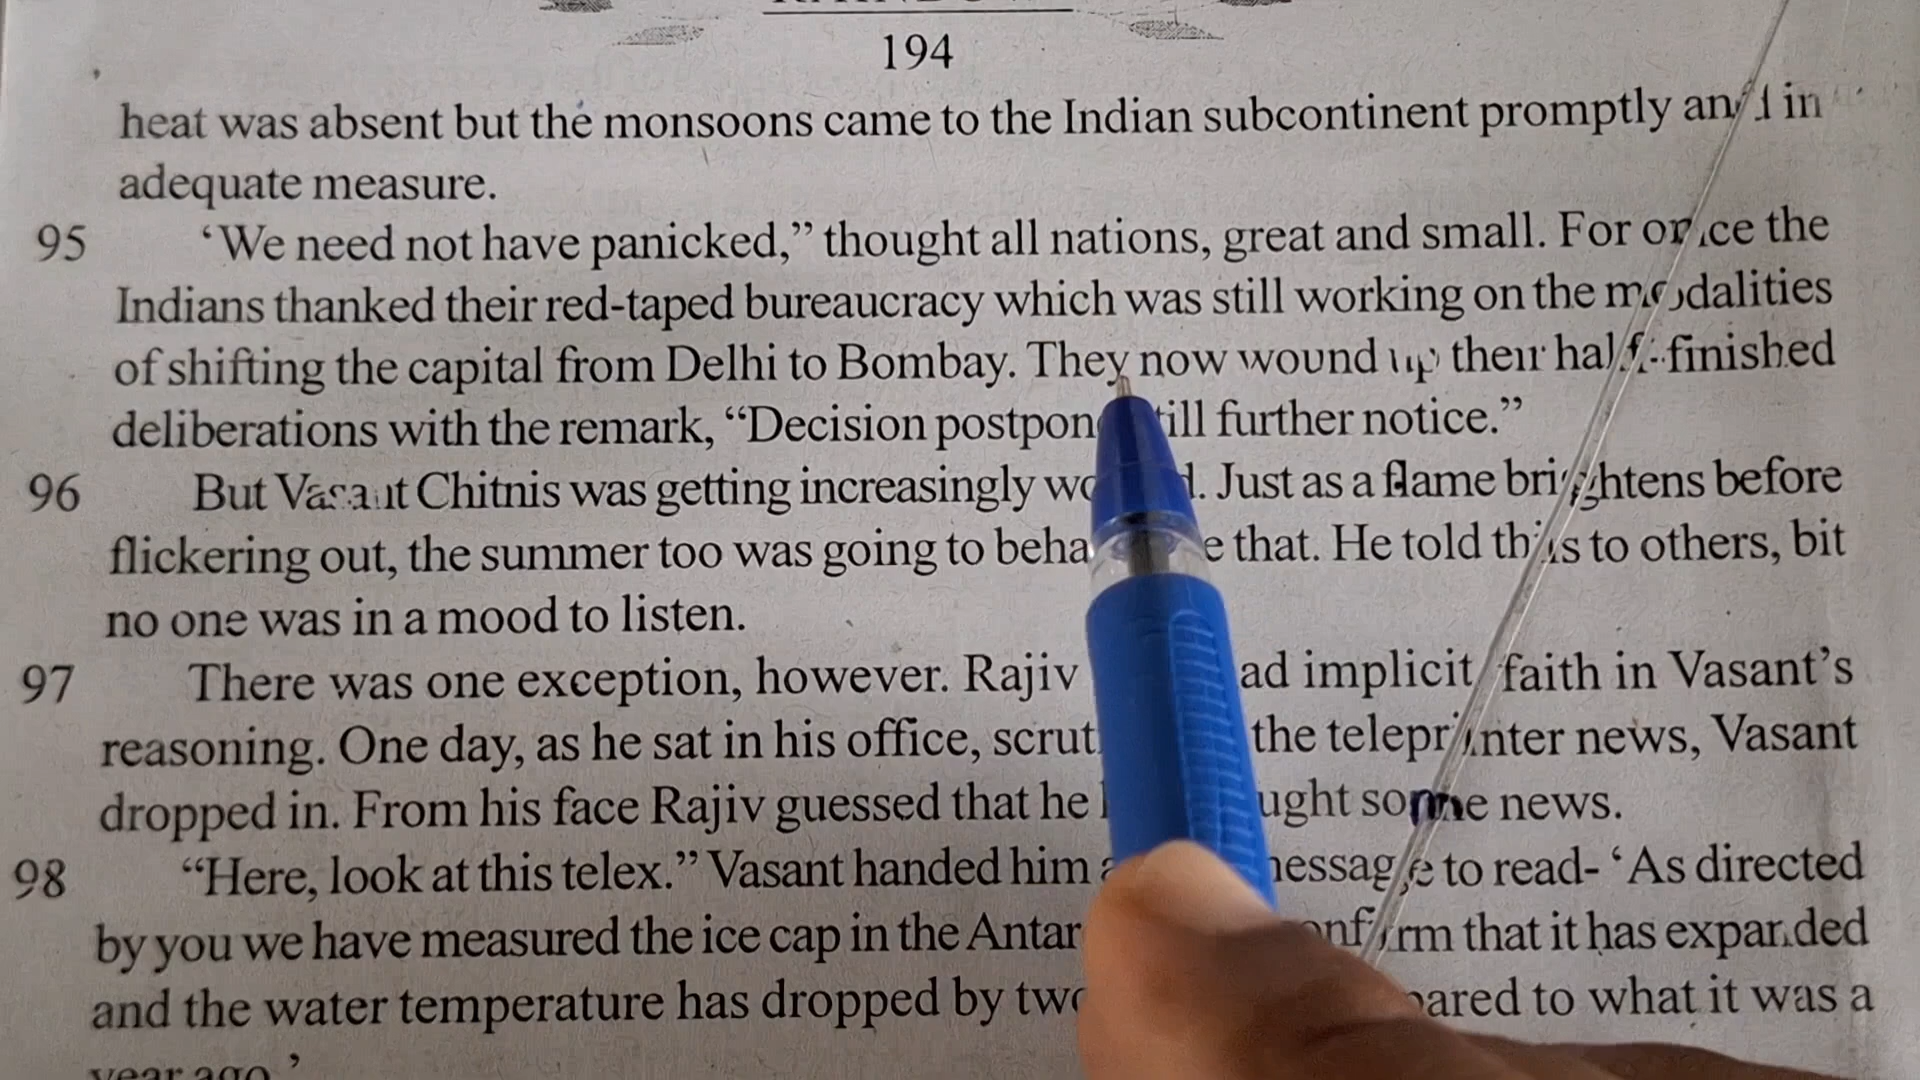 194
heat was absent but the monsoons came to the Indian subcontinent promptly and in
adequate measure.
95 ‘We need not have panicked,” thought all nations, great and small. For once the
Indians thanked their red-taped bureaucracy which was still working on the modalities
of shifting the capital from Delhi to Bombay. They now wound up their half-finished
deliberations with the remark, “Decision postpon till further notice.”
96 But Vasant Chitnis was getting increasingly wo d. Just as a flame brightens before
flickering out, the summer too was going to beha e that. He told this to others, bit
no one was in a mood to listen.
97 There was one exception, however. Rajiv ad implicit faith in Vasant’s
reasoning. One day, as he sat in his office, scrut the teleprinter news, Vasant
dropped in. From his face Rajiv guessed that he ught some news.
98 “Here, look at this telex.” Vasant handed him essage to read- ‘As directed
by you we have measured the ice cap in the Antar onfirm that it has expanded
and the water temperature has dropped by two pared to what it was a
year ago.’